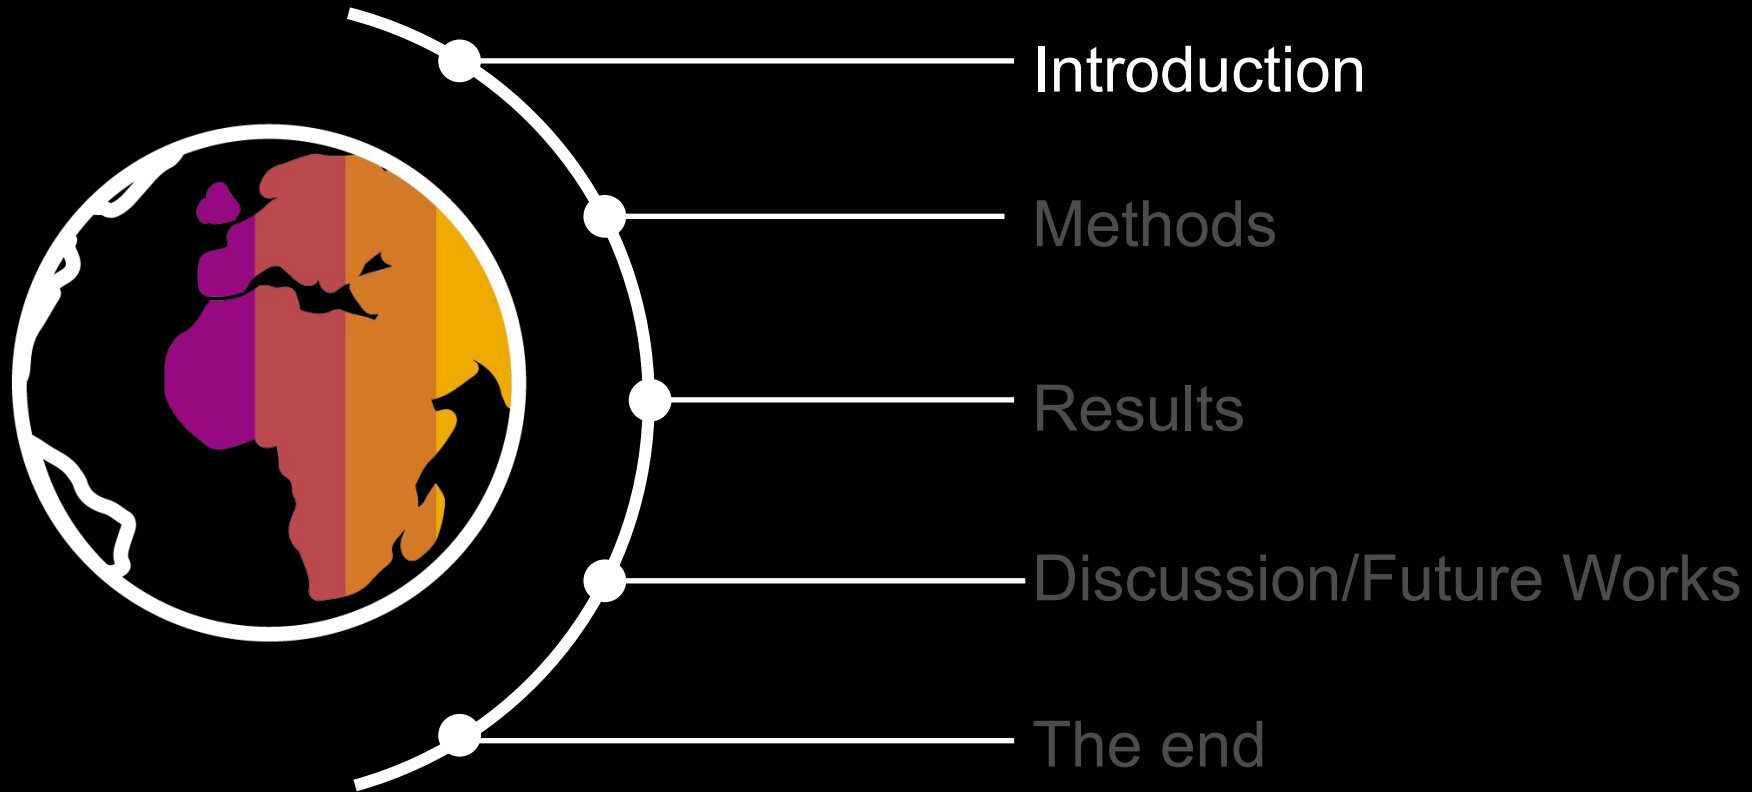 Introduction
Methods
Results
Discussion/Future Works
The end